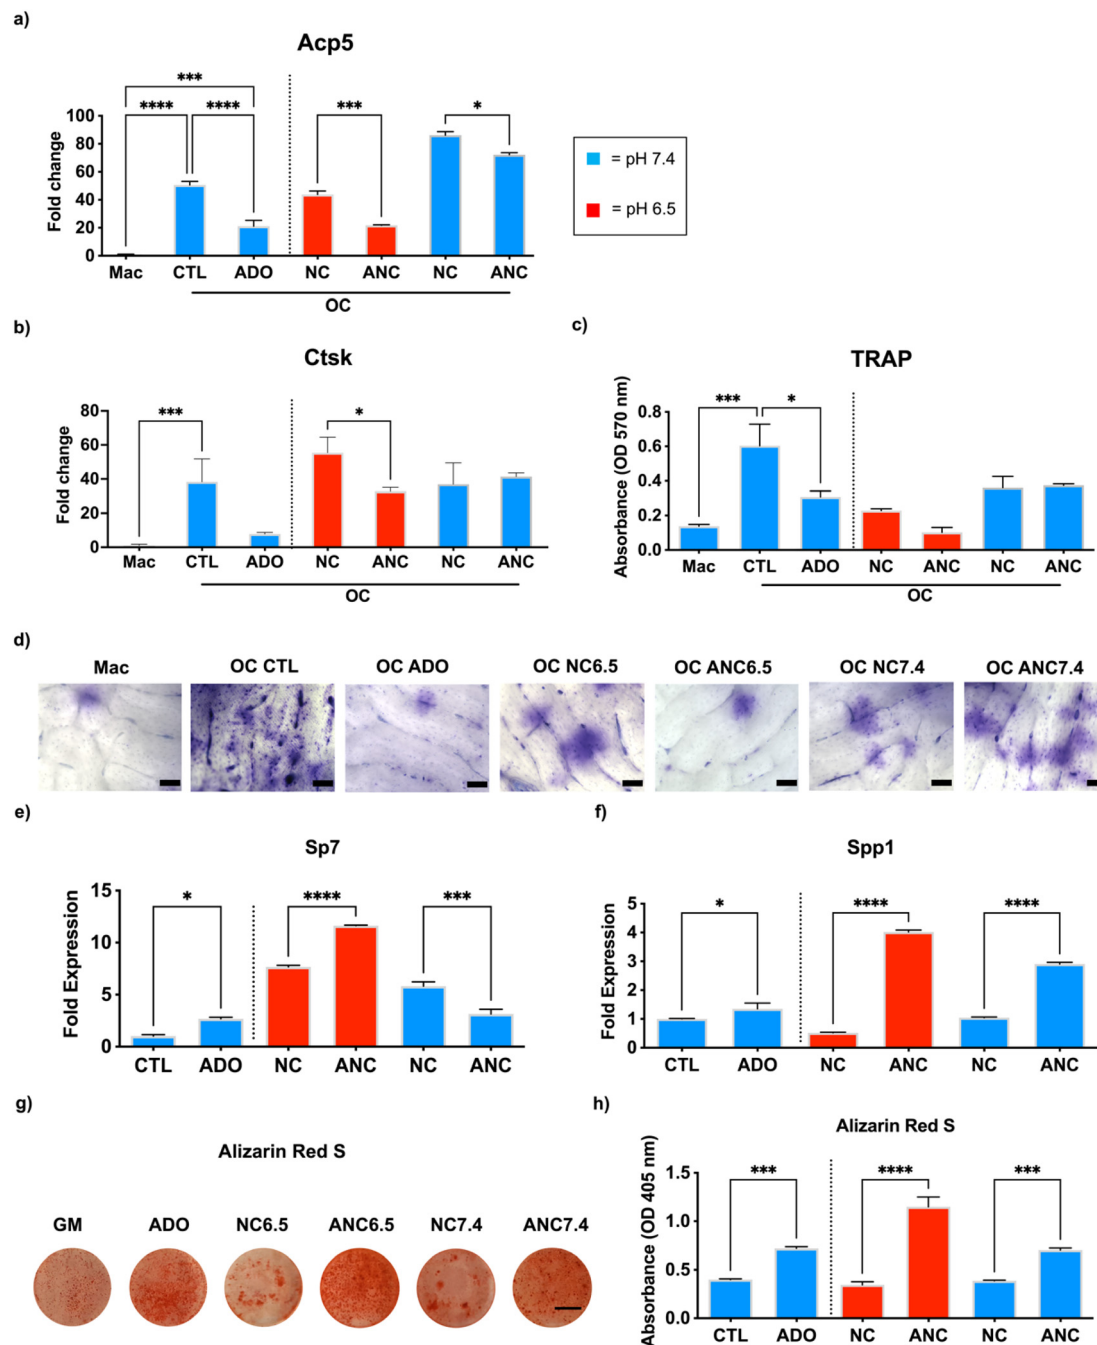 a)
Acp5
***
**** ****
*** *
Fold change
100
80
60
40
20
0
Mac CTL ADO NC ANC NC ANC
OC
= pH 7.4
= pH 6.5
b)
Ctsk
*** *
Fold change
80
60
40
20
0
Mac CTL ADO NC ANC NC ANC
OC
c)
TRAP
*** *
Absorbance (OD 570 nm)
0.8
0.6
0.4
0.2
0.0
Mac CTL ADO NC ANC NC ANC
OC
d)
Mac OC CTL OC ADO OC NC6.5 OC ANC6.5 OC NC7.4 OC ANC7.4
e)
Sp7
* **** ***
Fold Expression
15
10
5
0
CTL ADO NC ANC NC ANC
f)
Spp1
* **** ****
Fold Expression
5
4
3
2
1
0
CTL ADO NC ANC NC ANC
g)
Alizarin Red S
GM ADO NC6.5 ANC6.5 NC7.4 ANC7.4
h)
Alizarin Red S
*** **** ***
Absorbance (OD 405 nm)
1.5
1.0
0.5
0.0
CTL ADO NC ANC NC ANC